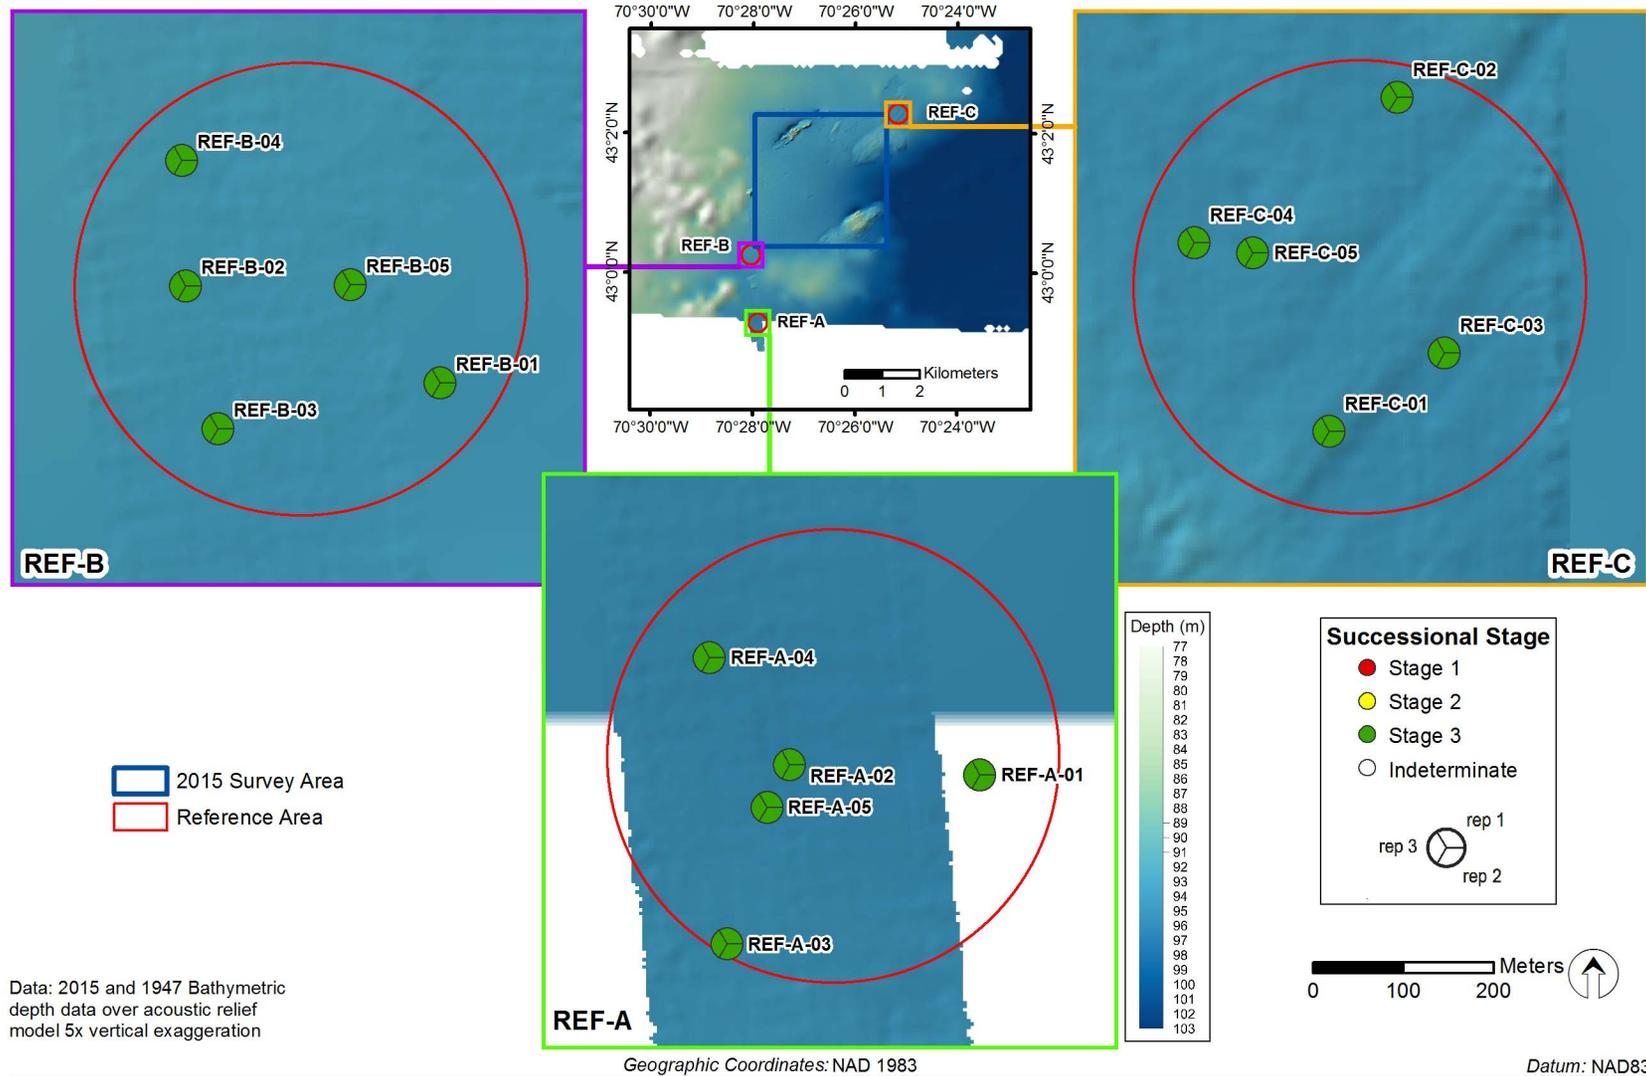 70°30'0"W 70°28'0"W 70°26'0"W 70°24'0"W
43°2'0"N
43°0'0"N
REF-C
REF-B
REF-A
Kilometers
0 1 2
43°2'0"N
43°0'0"N
70°30'0"W 70°28'0"W 70°26'0"W 70°24'0"W
REF-B-04
REF-B-02
REF-B-05
REF-B-01
REF-B-03
REF-B
REF-C-02
REF-C-04
REF-C-05
REF-C-03
REF-C-01
REF-C
REF-A-04
REF-A-02
REF-A-01
REF-A-05
REF-A-03
REF-A
Depth (m)
77
78
79
80
81
82
83
84
85
86
87
88
89
90
91
92
93
94
95
96
97
98
99
100
101
102
103
Successional Stage
Stage 1
Stage 2
Stage 3
Indeterminate
rep 1
rep 3
rep 2
2015 Survey Area
Reference Area
Meters
0 100 200
Data: 2015 and 1947 Bathymetric
depth data over acoustic relief
model 5x vertical exaggeration
Geographic Coordinates: NAD 1983
Datum: NAD83